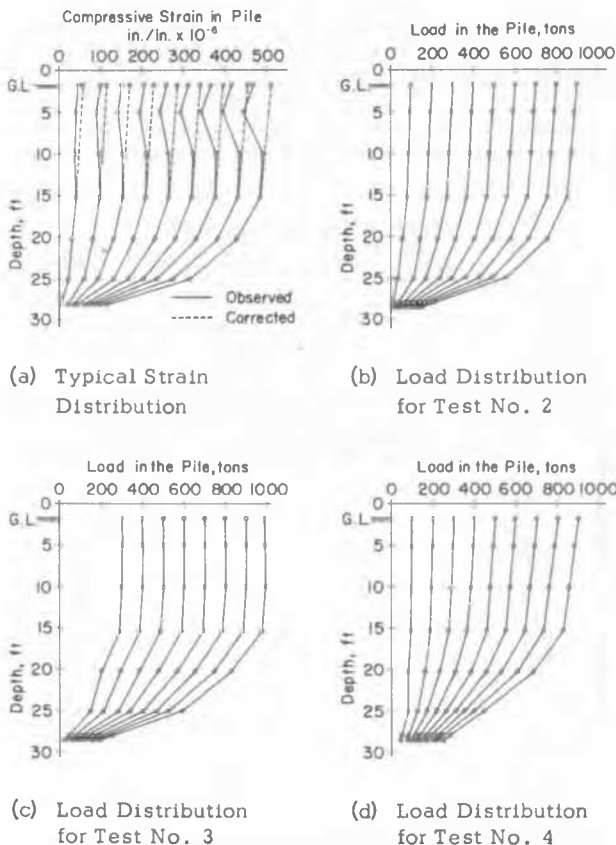 Compressive Strain in Pile
in./in. x 10⁻⁶
0 100 200 300 400 500
0
G.L.
5
10
15
20
25
30
Depth, ft
Observed
Corrected
(a) Typical Strain
Distribution
Load in the Pile, tons
0 200 400 600 800 1000
0
G.L.
5
10
15
20
25
30
Depth, ft
(b) Load Distribution
for Test No. 2
Load in the Pile, tons
0 200 400 600 800 1000
0
G.L.
5
10
15
20
25
30
Depth, ft
(c) Load Distribution
for Test No. 3
Load in the Pile, tons
0 200 400 600 800 1000
0
G.L.
5
10
15
20
25
30
Depth, ft
(d) Load Distribution
for Test No. 4